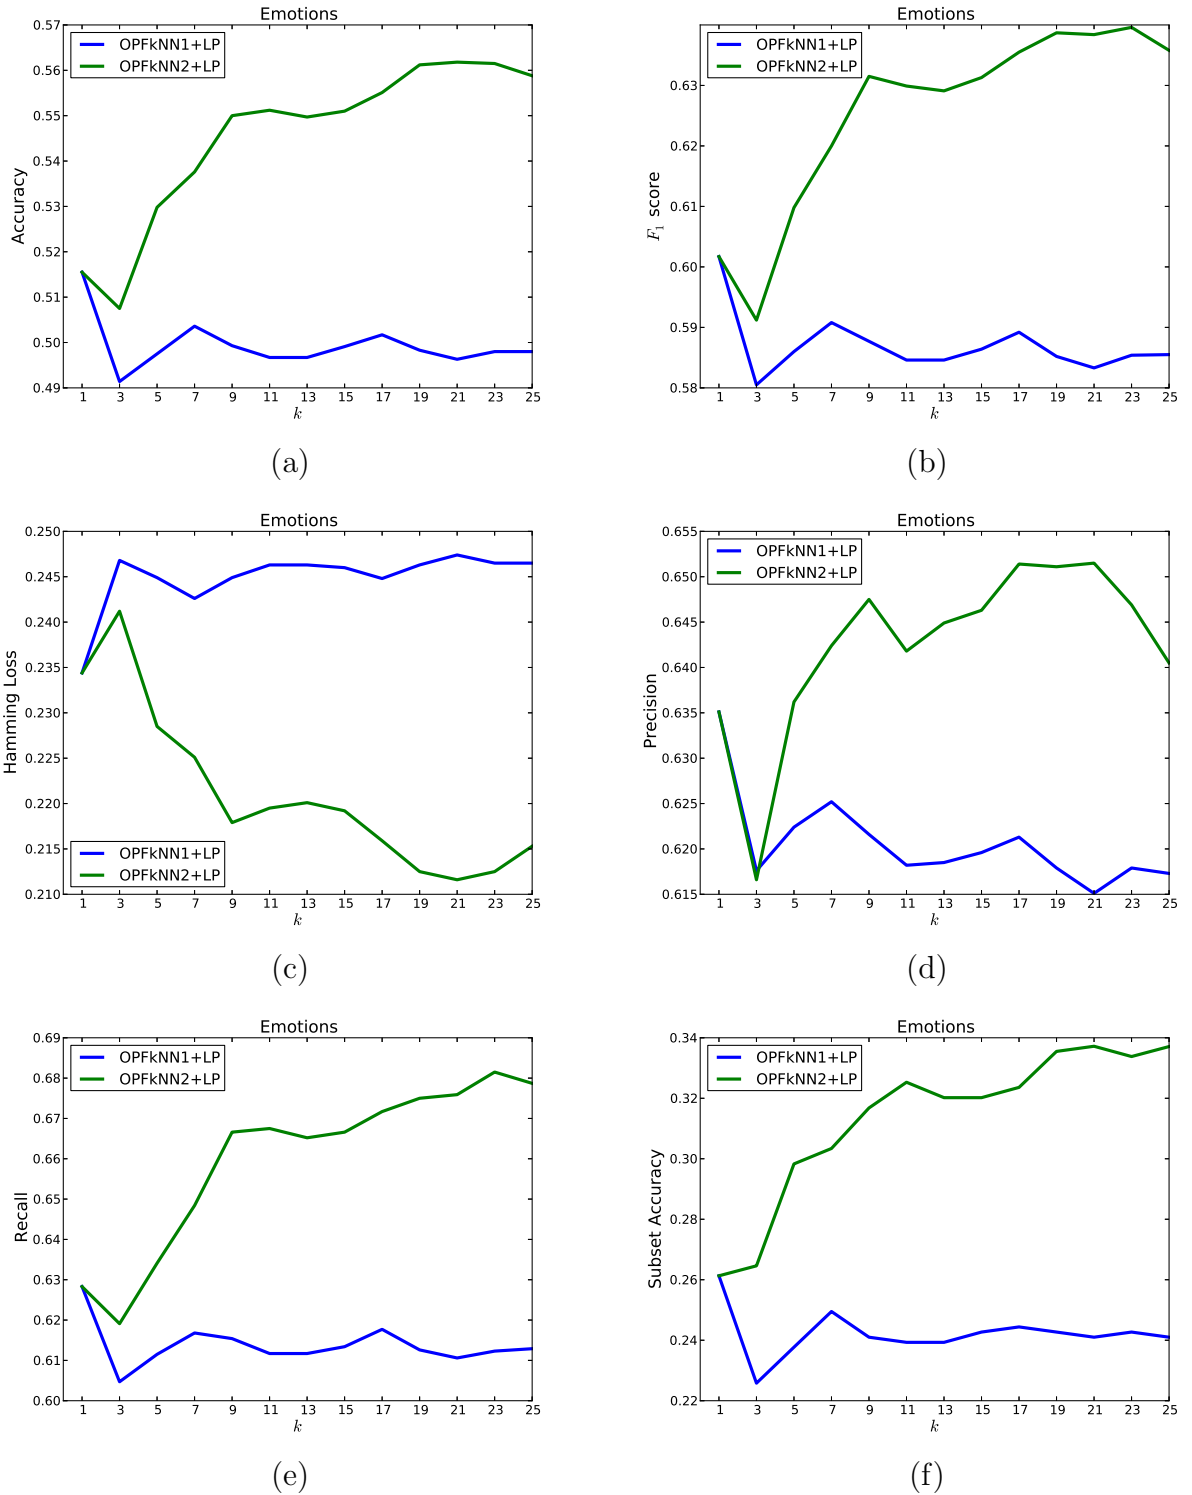 Emotions
OPFkNN1+LP
OPFkNN2+LP
Accuracy
0.57
0.56
0.55
0.54
0.53
0.52
0.51
0.50
0.49
1 3 5 7 9 11 13 15 17 19 21 23 25
k
(a)
Emotions
OPFkNN1+LP
OPFkNN2+LP
F1 score
0.63
0.62
0.61
0.60
0.59
0.58
1 3 5 7 9 11 13 15 17 19 21 23 25
k
(b)
Emotions
Hamming Loss
0.250
0.245
0.240
0.235
0.230
0.225
0.220
0.215
0.210
OPFkNN1+LP
OPFkNN2+LP
1 3 5 7 9 11 13 15 17 19 21 23 25
k
(c)
Emotions
OPFkNN1+LP
OPFkNN2+LP
Precision
0.655
0.650
0.645
0.640
0.635
0.630
0.625
0.620
0.615
1 3 5 7 9 11 13 15 17 19 21 23 25
k
(d)
Emotions
OPFkNN1+LP
OPFkNN2+LP
Recall
0.69
0.68
0.67
0.66
0.65
0.64
0.63
0.62
0.61
0.60
1 3 5 7 9 11 13 15 17 19 21 23 25
k
(e)
Emotions
OPFkNN1+LP
OPFkNN2+LP
Subset Accuracy
0.34
0.32
0.30
0.28
0.26
0.24
0.22
1 3 5 7 9 11 13 15 17 19 21 23 25
k
(f)